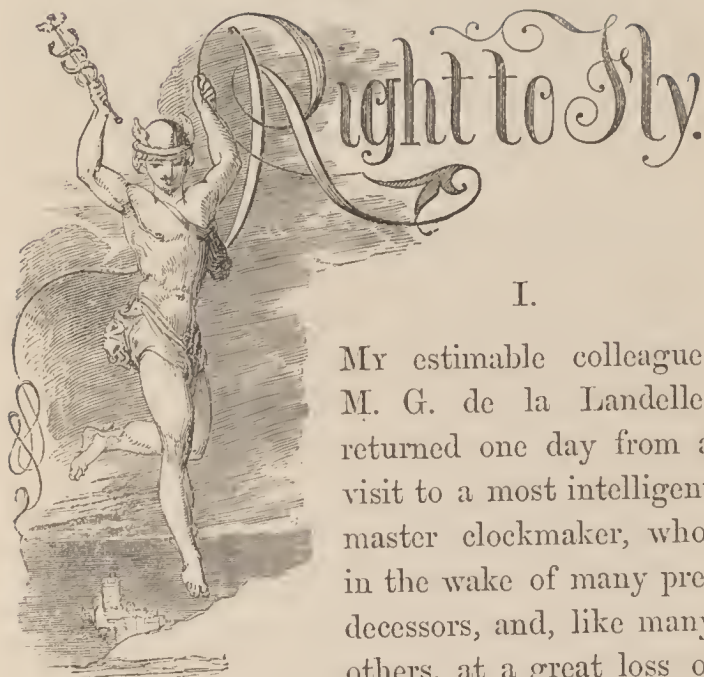 Right to Fly.
I.
MY estimable colleague
M. G. de la Landelle
returned one day from a
visit to a most intelligent
master clockmaker, who
in the wake of many pre-
decessors, and, like many
others, at a great loss o